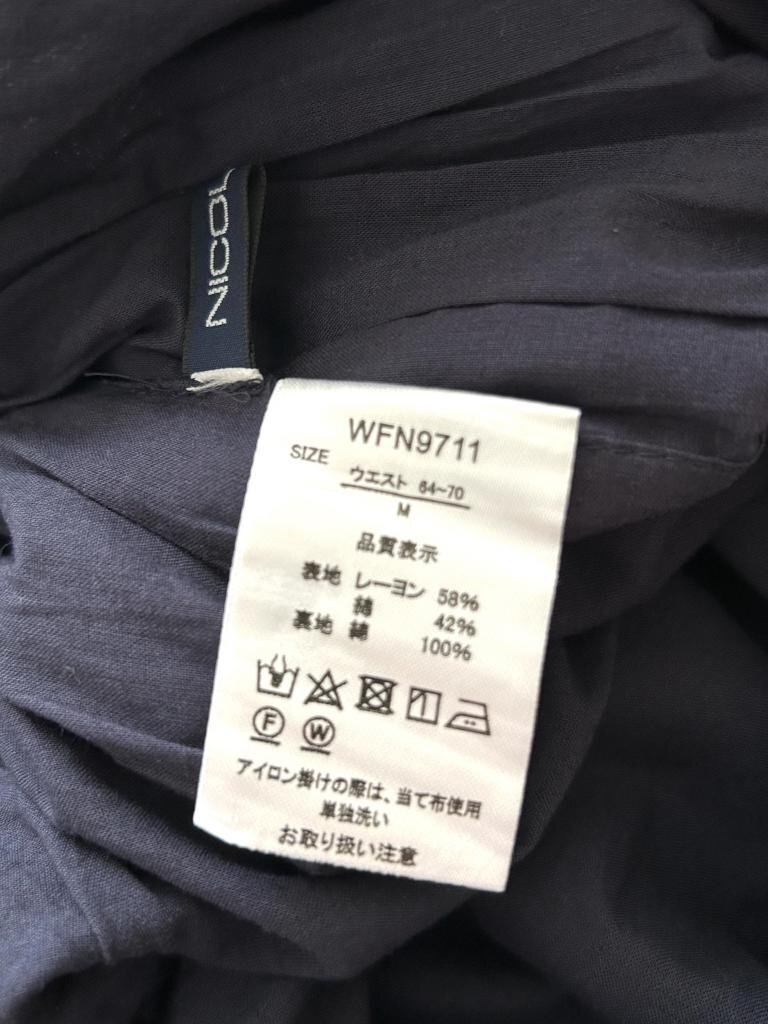 NICOL
WFN9711
SIZE
ウエスト 64~70
M
品質表示
表地 レーヨン 58%
綿 42%
裏地 綿 100%
F W
アイロン掛けの際は、当て布使用
単独洗い
お取り扱い注意